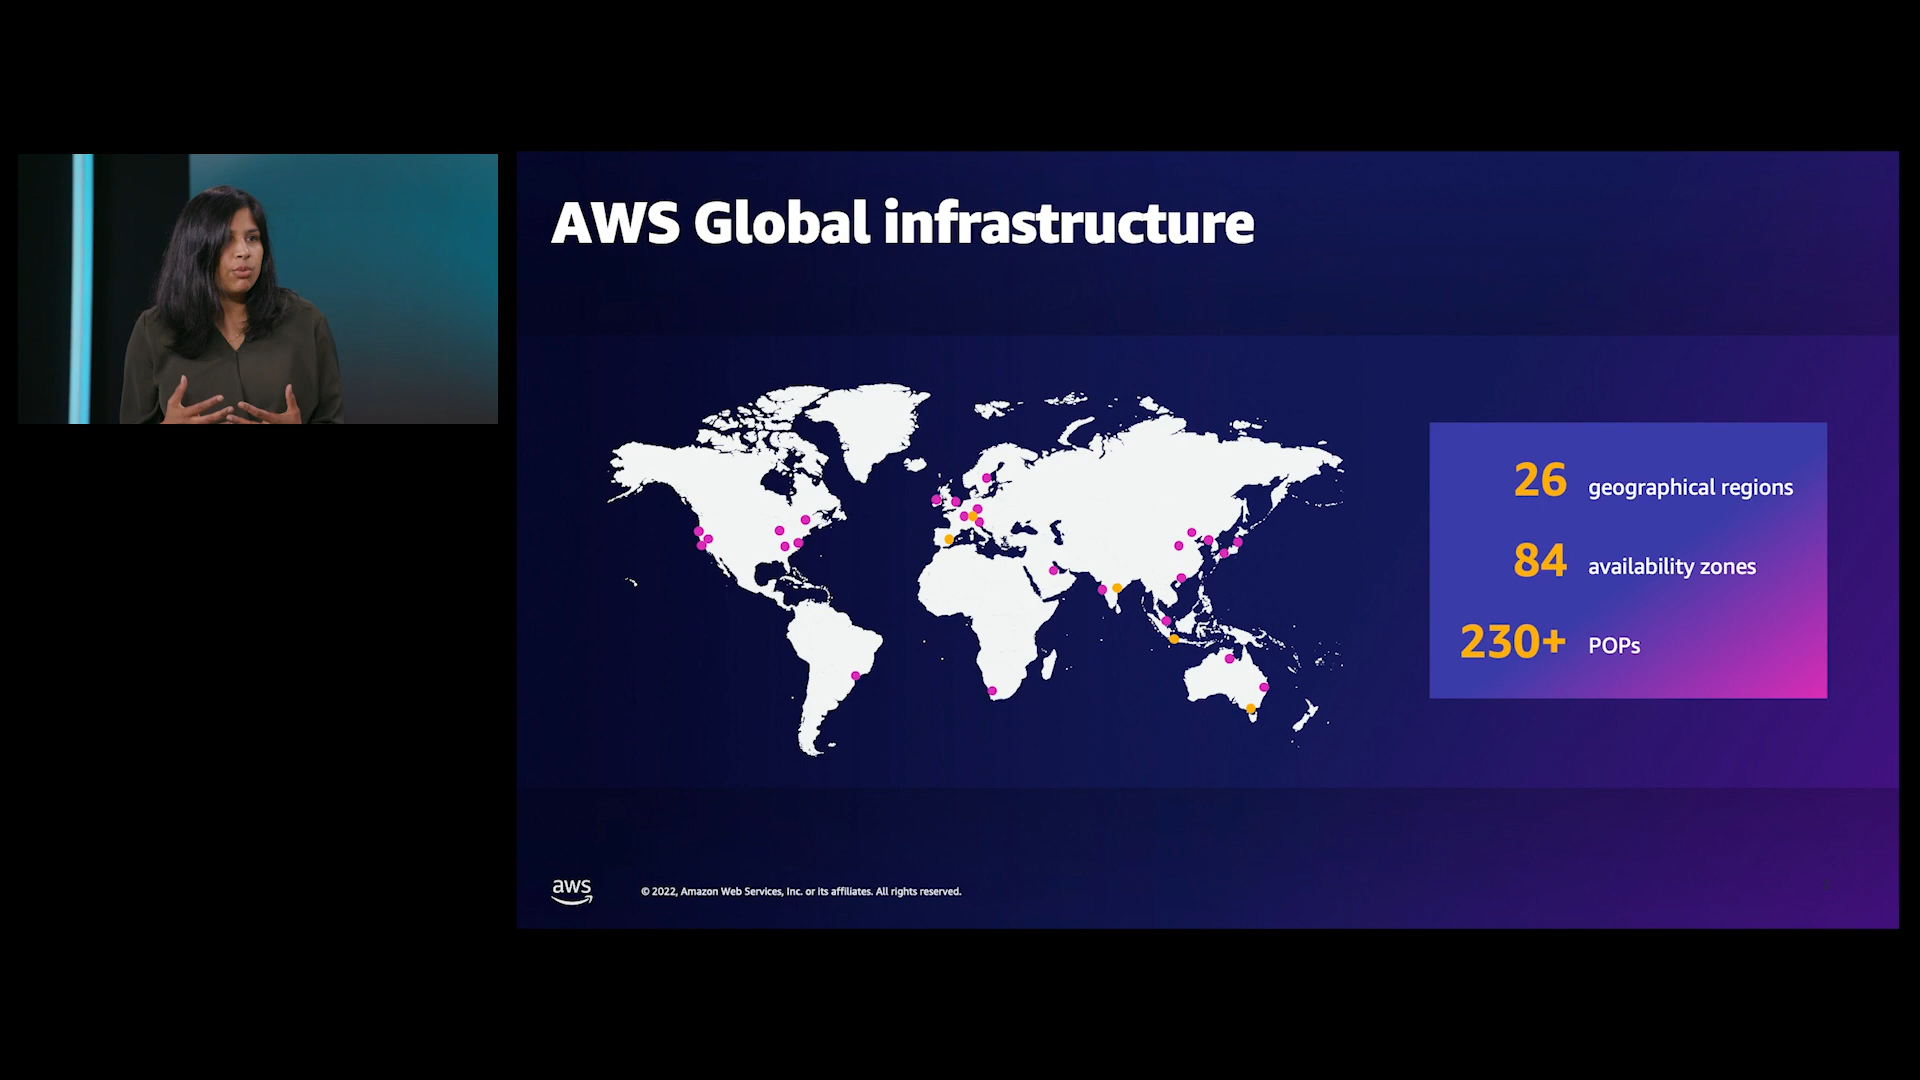 AWS Global infrastructure
26 geographical regions
84 availability zones
230+ POPs
aws
© 2022, Amazon Web Services, Inc. or its affiliates. All rights reserved.